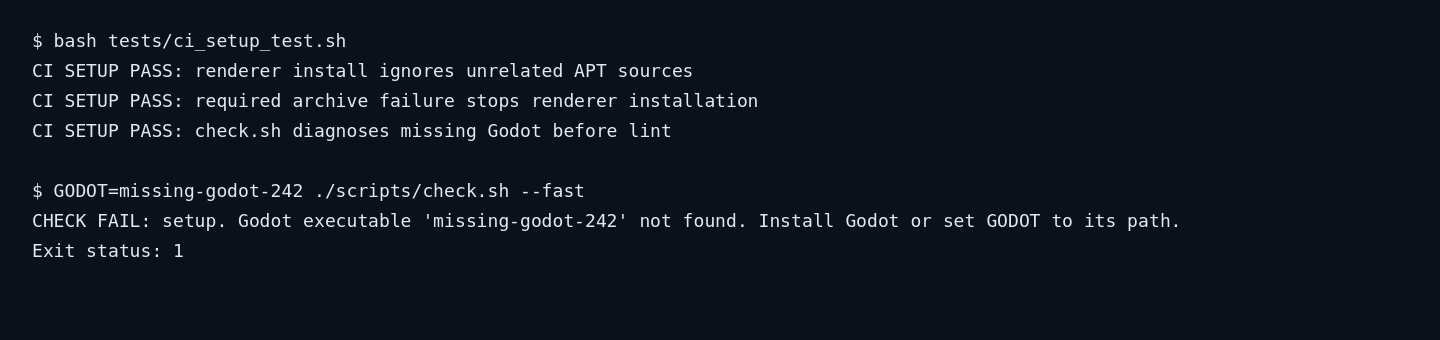 $ bash tests/ci_setup_test.sh
CI SETUP PASS: renderer install ignores unrelated APT sources
CI SETUP PASS: required archive failure stops renderer installation
CI SETUP PASS: check.sh diagnoses missing Godot before lint
$ GODOT=missing-godot-242 ./scripts/check.sh --fast
CHECK FAIL: setup. Godot executable 'missing-godot-242' not found. Install Godot or set GODOT to its path.
Exit status: 1